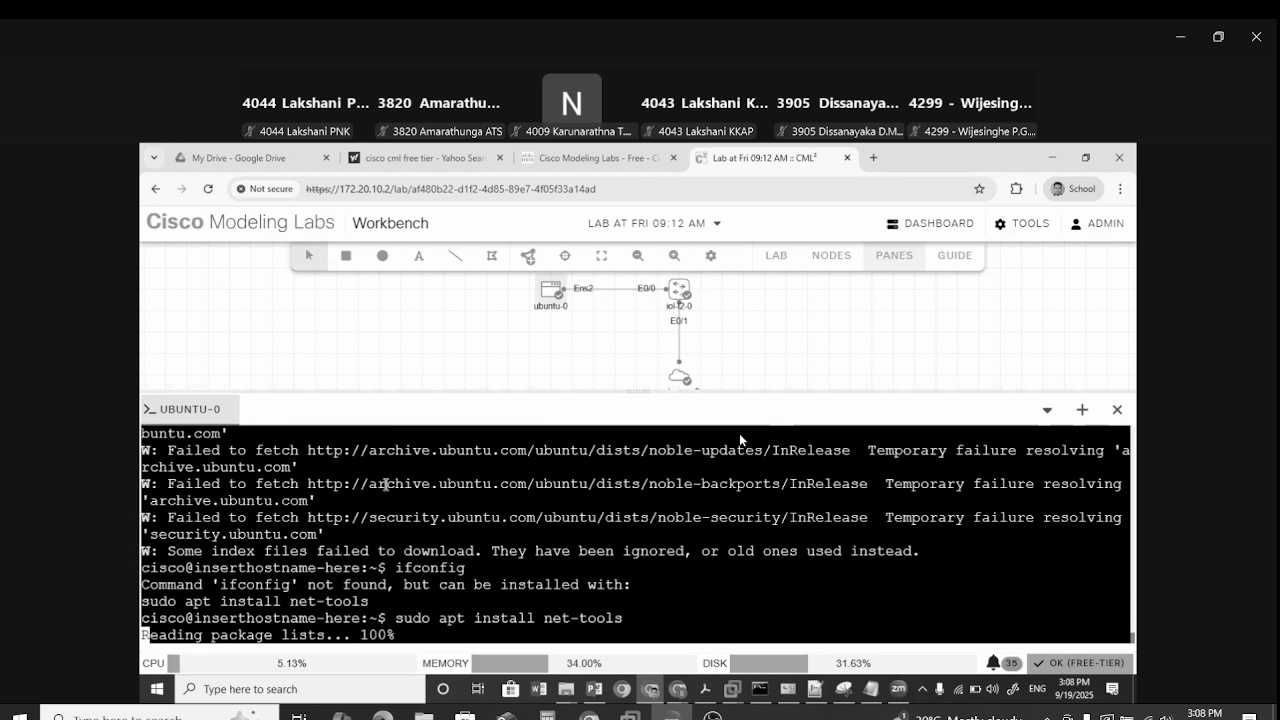 4044 Lakshani P... 3820 Amarathu... N 4043 Lakshani K... 3905 Dissanaya... 4299 - Wijesing...
4044 Lakshani PNK 3820 Amarathunga ATS 4009 Karunarathna T... 4043 Lakshani KKAP 3905 Dissanayaka D.M... 4299 - Wijesinghe P.G....
My Drive - Google Drive cisco cml free tier - Yahoo Sear Cisco Modeling Labs - Free - Ci Lab at Fri 09:12 AM :: CML²
Not secure https://172.20.10.2/lab/af480b22-d1f2-4d85-89e7-4f05f33a14ad School
Cisco Modeling Labs Workbench LAB AT FRI 09:12 AM DASHBOARD TOOLS ADMIN
A LAB NODES PANES GUIDE
Ens2 E0/0
ubuntu-0 iol-l2-0
E0/1
UBUNTU-0
buntu.com'
W: Failed to fetch http://archive.ubuntu.com/ubuntu/dists/noble-updates/InRelease  Temporary failure resolving 'a
rchive.ubuntu.com'
W: Failed to fetch http://archive.ubuntu.com/ubuntu/dists/noble-backports/InRelease  Temporary failure resolving
'archive.ubuntu.com'
W: Failed to fetch http://security.ubuntu.com/ubuntu/dists/noble-security/InRelease  Temporary failure resolving
'security.ubuntu.com'
W: Some index files failed to download. They have been ignored, or old ones used instead.
cisco@inserthostname-here:~$ ifconfig
Command 'ifconfig' not found, but can be installed with:
sudo apt install net-tools
cisco@inserthostname-here:~$ sudo apt install net-tools
Reading package lists... 100%
CPU 5.13% MEMORY 34.00% DISK 31.63% 35 OK (FREE-TIER)
Type here to search ENG 3:08 PM
9/19/2025
Type here to search 3:08 PM